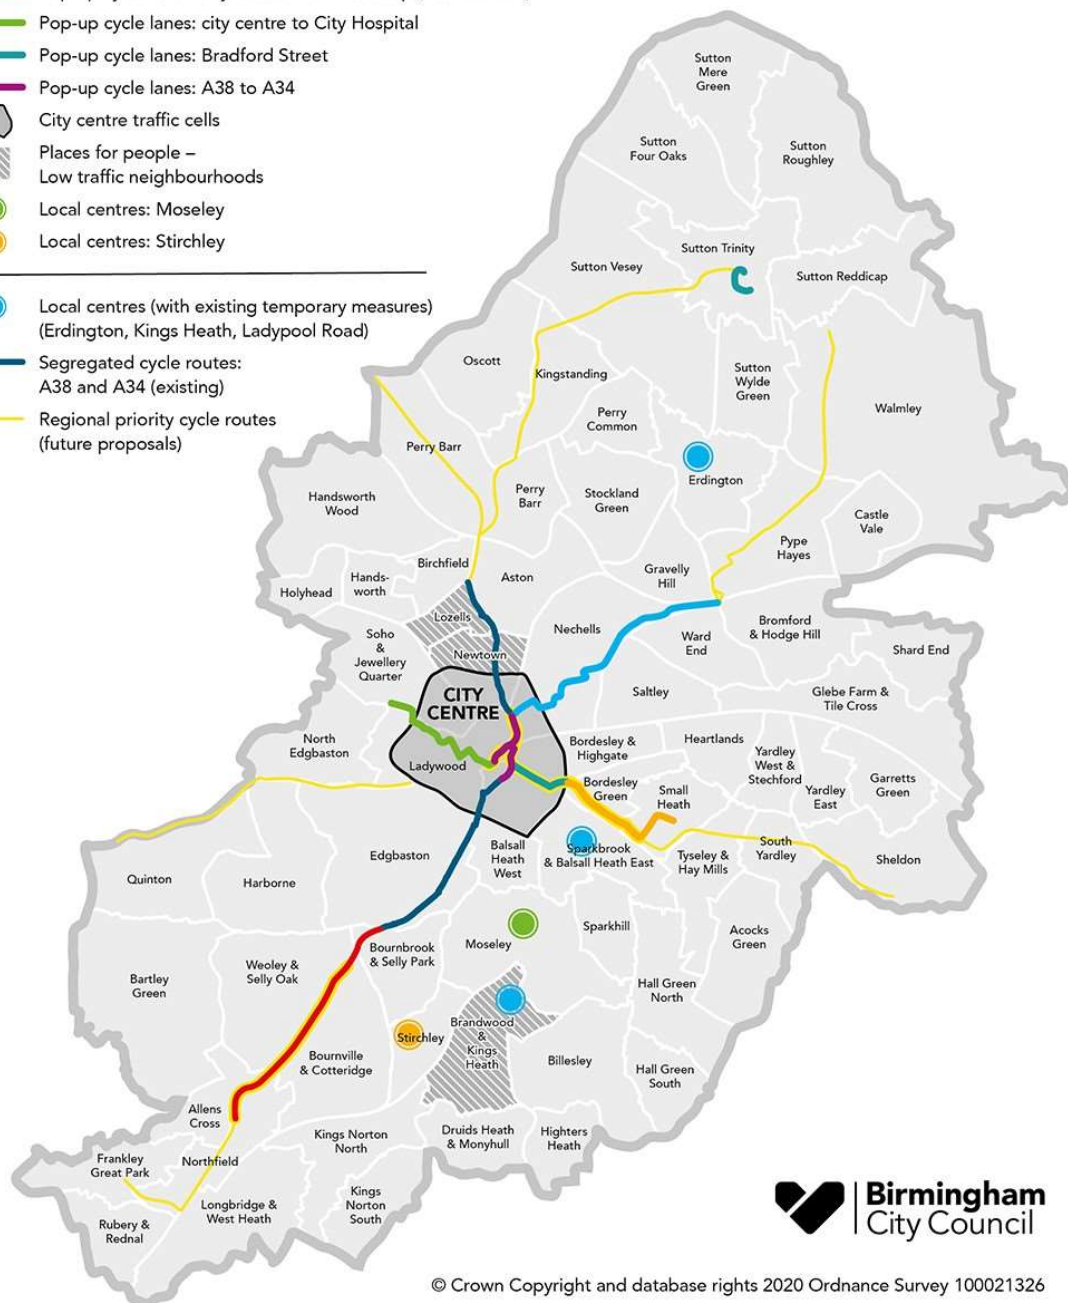 Pop-up cycle lanes: city centre to City Hospital
Pop-up cycle lanes: Bradford Street
Pop-up cycle lanes: A38 to A34
City centre traffic cells
Places for people –
Low traffic neighbourhoods
Local centres: Moseley
Local centres: Stirchley
Local centres (with existing temporary measures)
(Erdington, Kings Heath, Ladypool Road)
Segregated cycle routes:
A38 and A34 (existing)
Regional priority cycle routes
(future proposals)
Sutton
Mere
Green
Sutton
Four Oaks
Sutton
Roughley
Sutton Trinity
Sutton Vesey
Sutton Reddicap
Oscott
Kingstanding
Sutton
Wylde
Green
Perry
Common
Walmley
Perry Barr
Erdington
Handsworth
Wood
Perry
Barr
Stockland
Green
Castle
Vale
Pype
Hayes
Birchfield
Aston
Gravelly
Hill
Holyhead
Hands-
worth
Lozells
Nechells
Bromford
& Hodge Hill
Soho
&
Jewellery
Quarter
Newtown
Ward
End
Shard End
CITY
CENTRE
Saltley
Glebe Farm &
Tile Cross
North
Edgbaston
Ladywood
Bordesley &
Highgate
Heartlands
Yardley
West &
Stechford
Bordesley
Green
Small
Heath
Yardley
East
Garretts
Green
Quinton
Harborne
Edgbaston
Balsall
Heath
West
Sparkbrook
& Balsall Heath East
Tyseley &
Hay Mills
South
Yardley
Sheldon
Bartley
Green
Weoley &
Selly Oak
Bournbrook
& Selly Park
Moseley
Sparkhill
Acocks
Green
Hall Green
North
Stirchley
Brandwood
&
Kings
Heath
Bournville
& Cotteridge
Billesley
Hall Green
South
Allens
Cross
Kings Norton
North
Druids Heath
& Monyhull
Highters
Heath
Frankley
Great Park
Northfield
Rubery &
Rednal
Longbridge &
West Heath
Kings
Norton
South
Birmingham
City Council
© Crown Copyright and database rights 2020 Ordnance Survey 100021326